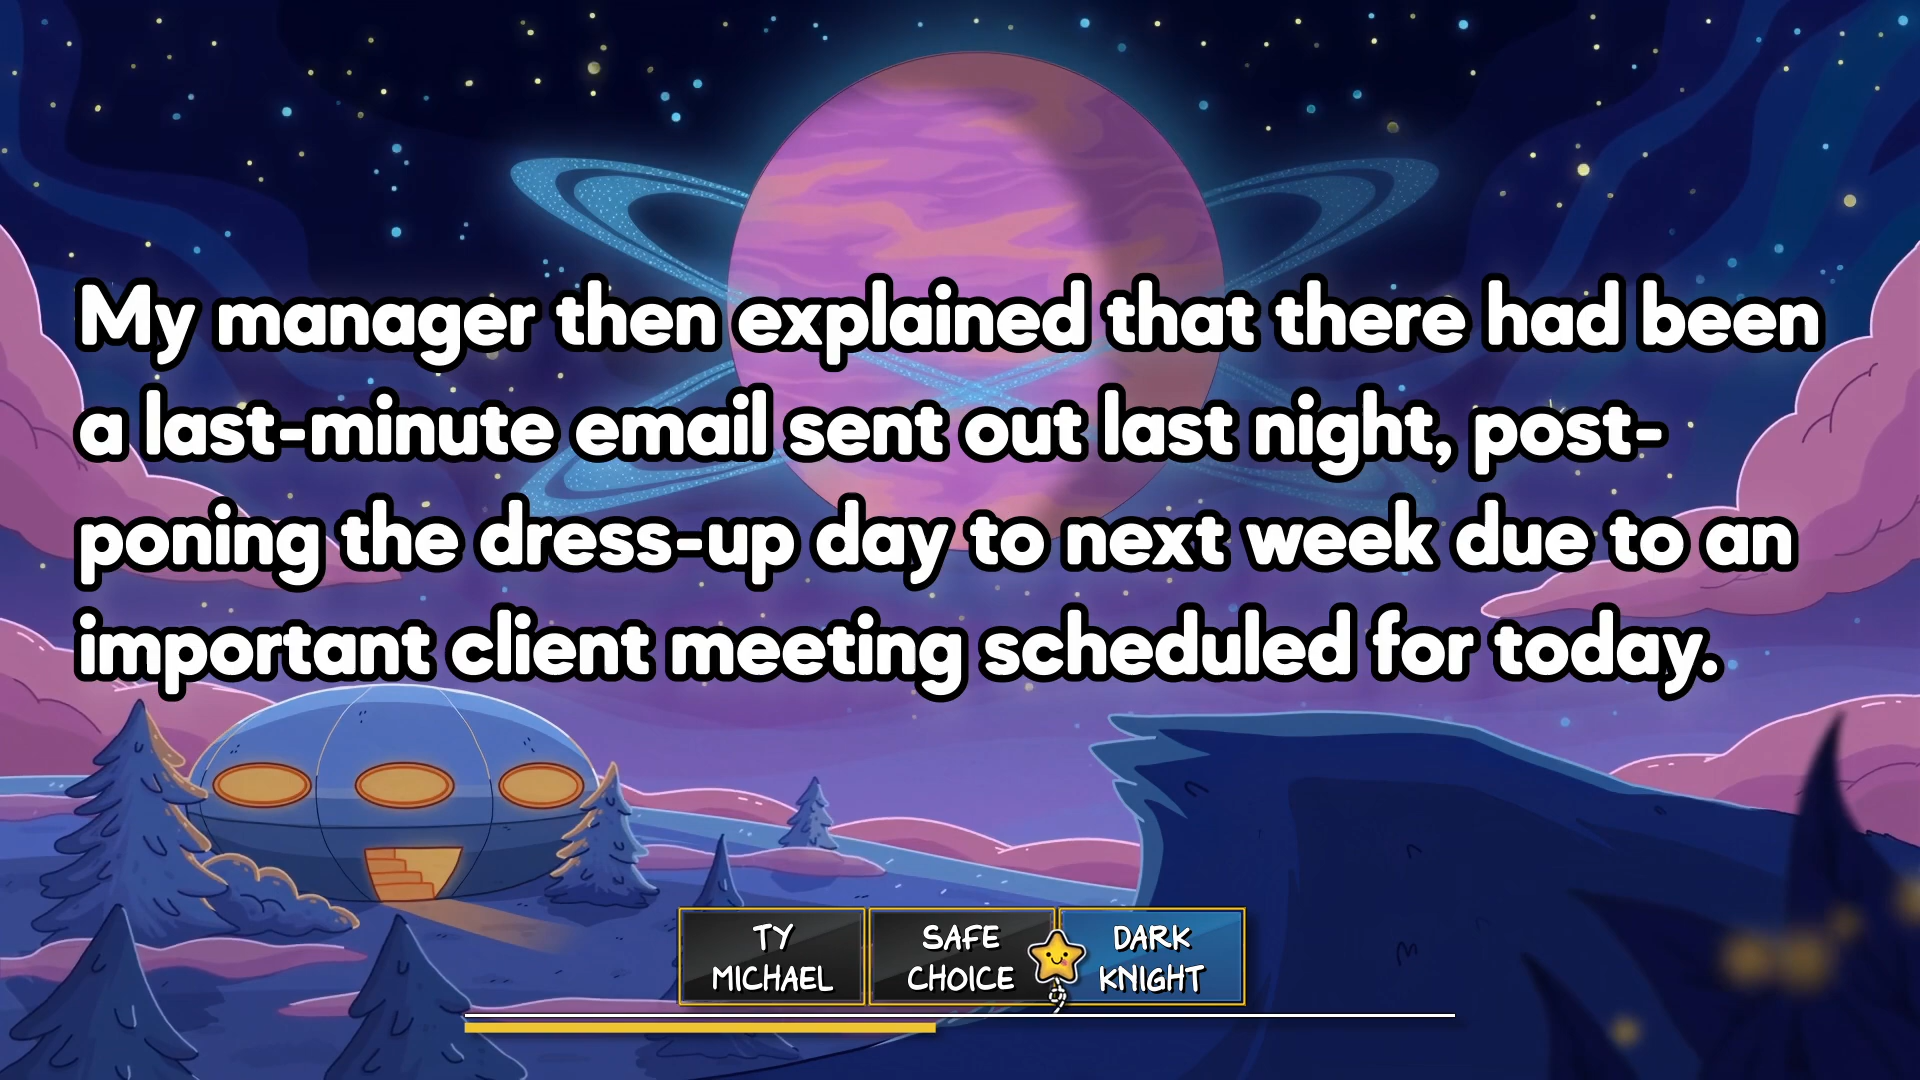 My manager then explained that there had been
a last-minute email sent out last night, post-
poning the dress-up day to next week due to an
important client meeting scheduled for today.
TY
MICHAEL
SAFE
CHOICE
DARK
KNIGHT